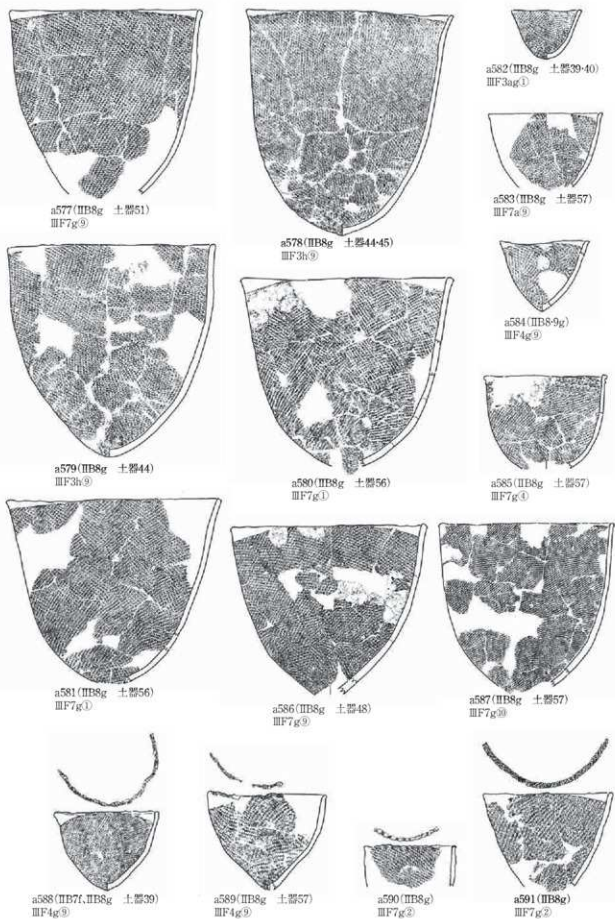 a577(ⅡB8g 土器51)
ⅢF7g⑨
a578(ⅡB8g 土器44・45)
ⅢF3h⑨
a582(ⅡB8g 土器39・40)
ⅢF3ag①
a583(ⅡB8g 土器57)
ⅢF7a⑨
a584(ⅡB8・9g)
ⅢF4g⑨
a579(ⅡB8g 土器44)
ⅢF3h⑨
a580(ⅡB8g 土器56)
ⅢF7g①
a585(ⅡB8g 土器57)
ⅢF7g④
a581(ⅡB8g 土器56)
ⅢF7g①
a586(ⅡB8g 土器48)
ⅢF7g⑨
a587(ⅡB8g 土器57)
ⅢF7g⑩
a588(ⅡB7f,ⅡB8g 土器39)
ⅢF4g⑨
a589(ⅡB8g 土器57)
ⅢF4g⑨
a590(ⅡB8g)
ⅢF7g②
a591(ⅡB8g)
ⅢF7g②